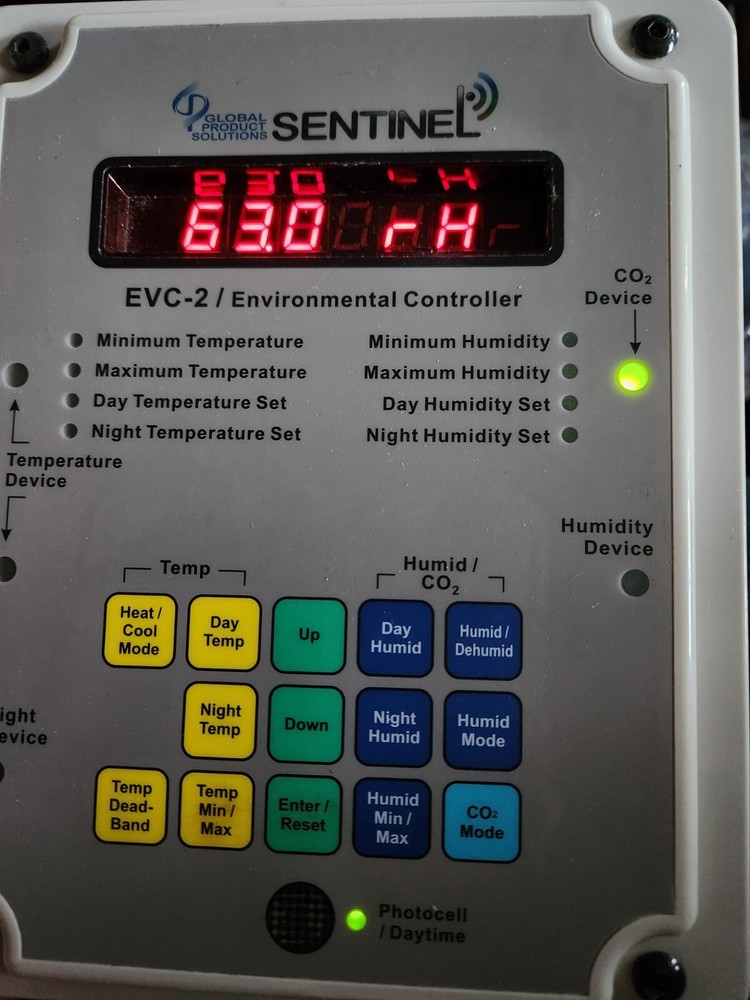 GLOBAL
PRODUCT
SOLUTIONS
SENTINEL
63.0 rH
EVC-2 / Environmental Controller
CO₂
Device
Minimum Temperature
Maximum Temperature
Day Temperature Set
Night Temperature Set
Minimum Humidity
Maximum Humidity
Day Humidity Set
Night Humidity Set
Temperature
Device
Humidity
Device
Temp
Humid /
CO₂
Heat /
Cool
Mode
Day
Temp
Up
Day
Humid
Humid /
Dehumid
ight
evice
Night
Temp
Down
Night
Humid
Humid
Mode
Temp
Dead-
Band
Temp
Min /
Max
Enter /
Reset
Humid
Min /
Max
CO₂
Mode
Photocell
/ Daytime